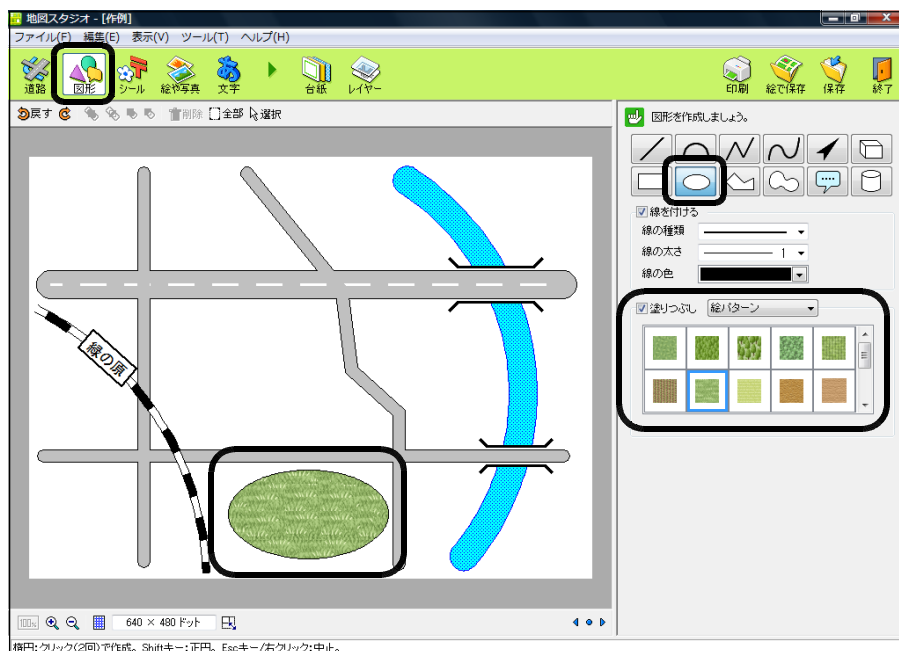 地図スタジオ - [作例]
ファイル(F) 編集(E) 表示(V) ツール(T) ヘルプ(H)
道路 図形 シール 絵や写真 文字 台紙 レイヤー 印刷 絵で保存 保存 終了
戻す 削除 全部 選択
図形を作成しましょう。
線を付ける
線の種類
線の太さ 1
線の色
塗りつぶし 絵パターン
緑の原
100% 640 × 480 ドット
楕円:クリック(2回)で作成。Shiftキー:正円。Escキー/右クリック:中止。